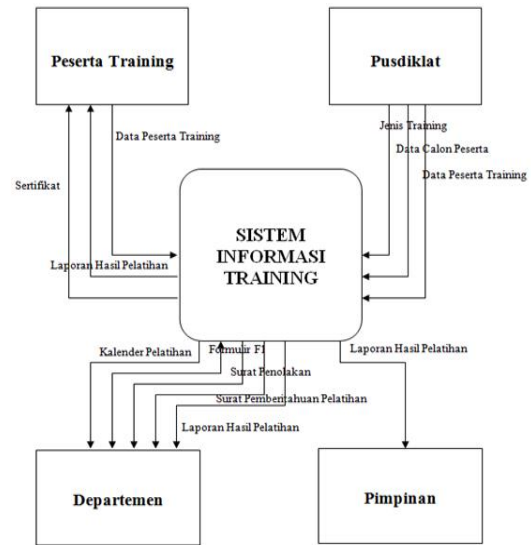 Peserta Training
Pusdiklat
Data Peserta Training
Jenis Training
Data Calon Peserta
Data Peserta Training
Sertifikat
SISTEM
INFORMASI
TRAINING
Laporan Hasil Pelatihan
Kalender Pelatihan
Formulir F1
Laporan Hasil Pelatihan
Surat Penolakan
Surat Pemberitahuan Pelatihan
Laporan Hasil Pelatihan
Departemen
Pimpinan